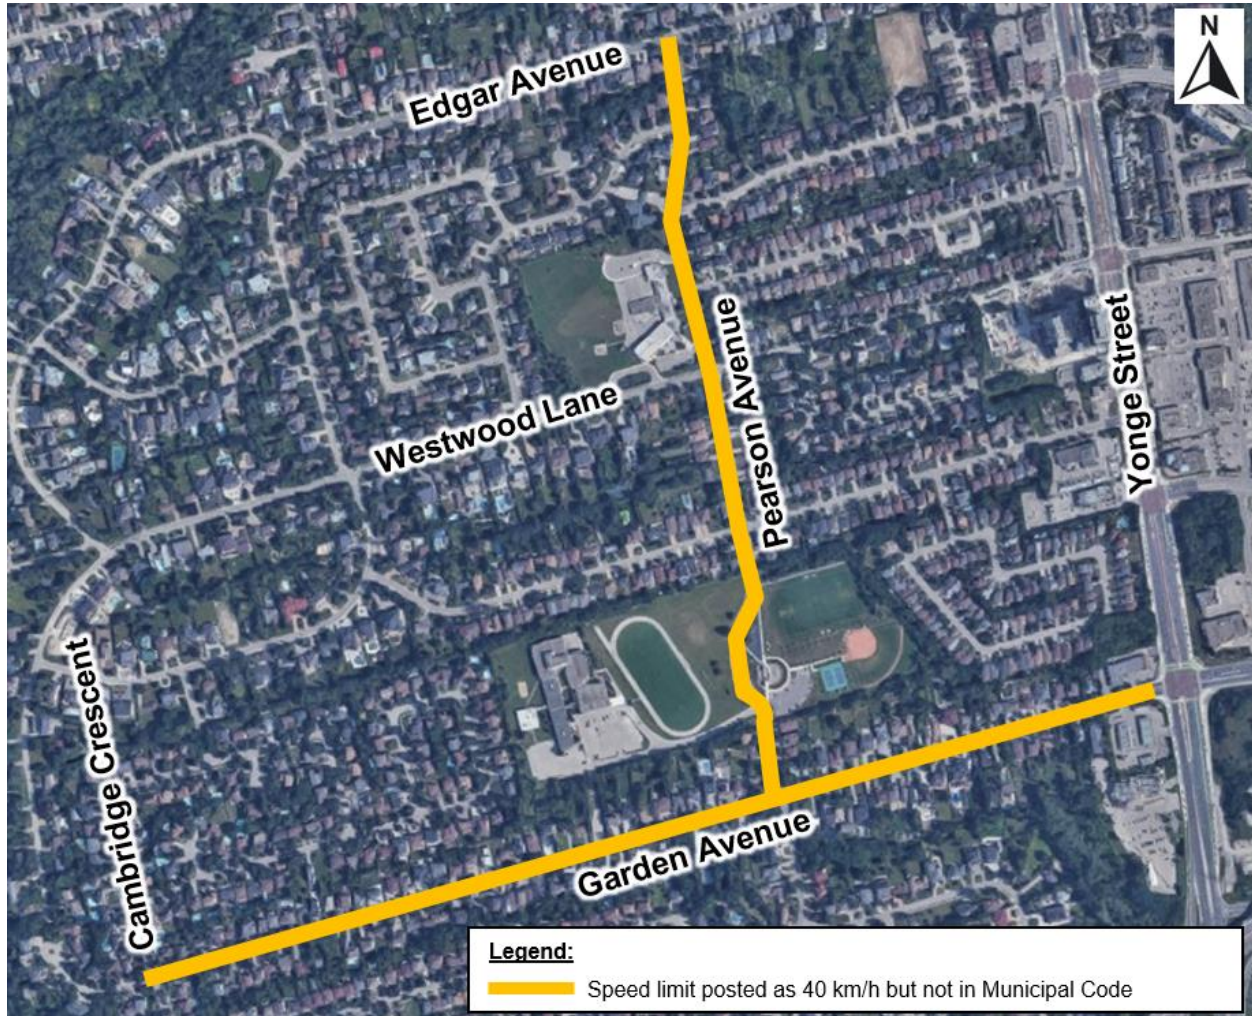 N
Edgar Avenue
Westwood Lane
Pearson Avenue
Yonge Street
Cambridge Crescent
Garden Avenue
Legend:
Speed limit posted as 40 km/h but not in Municipal Code